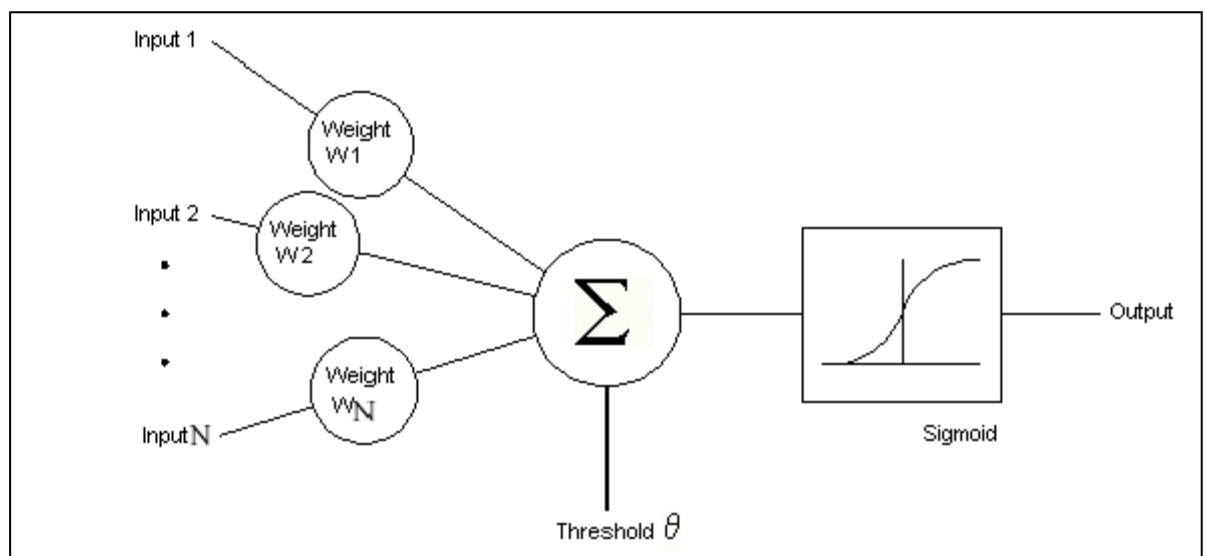 Input 1
Weight
W1
Input 2
Weight
W2
Σ
Output
Weight
WN
Input N
Sigmoid
Threshold θ